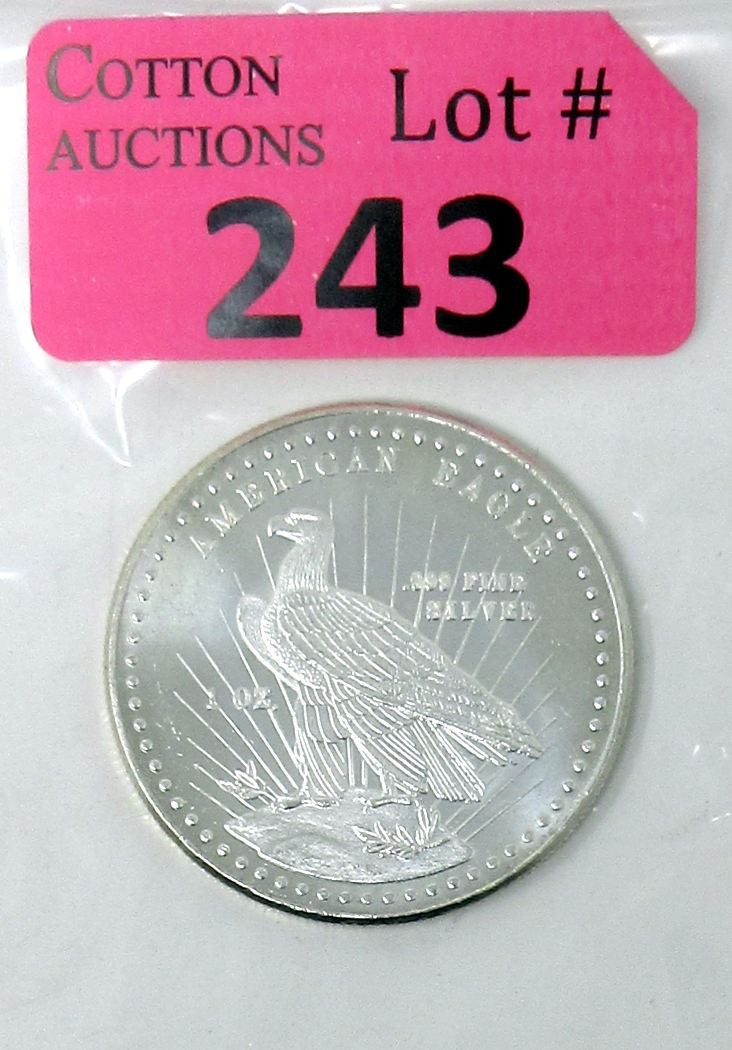 COTTON
AUCTIONS
Lot #
243
AMERICAN EAGLE
.999 FINE
SILVER
1 OZ.